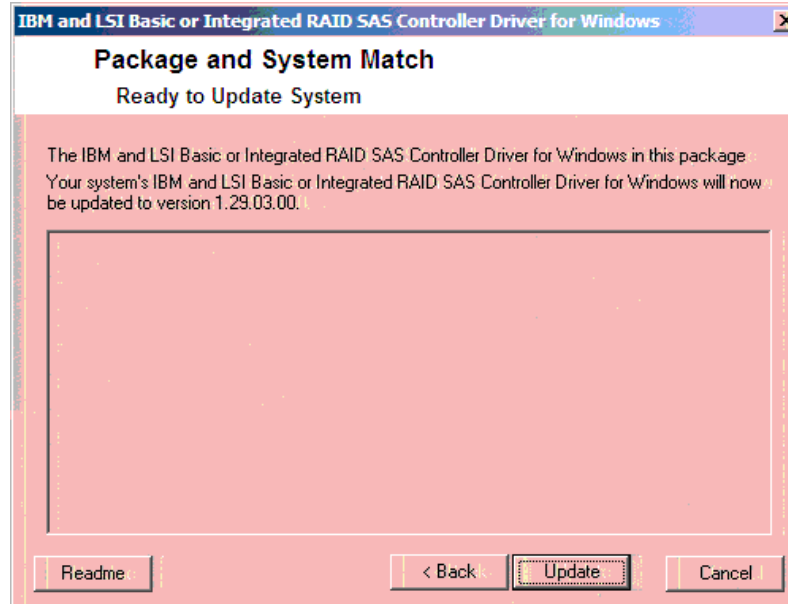 IBM and LSI Basic or Integrated RAID SAS Controller Driver for Windows
Package and System Match
Ready to Update System
The IBM and LSI Basic or Integrated RAID SAS Controller Driver for Windows in this package
Your system's IBM and LSI Basic or Integrated RAID SAS Controller Driver for Windows will now
be updated to version 1.29.03.00.
Readme < Back Update Cancel